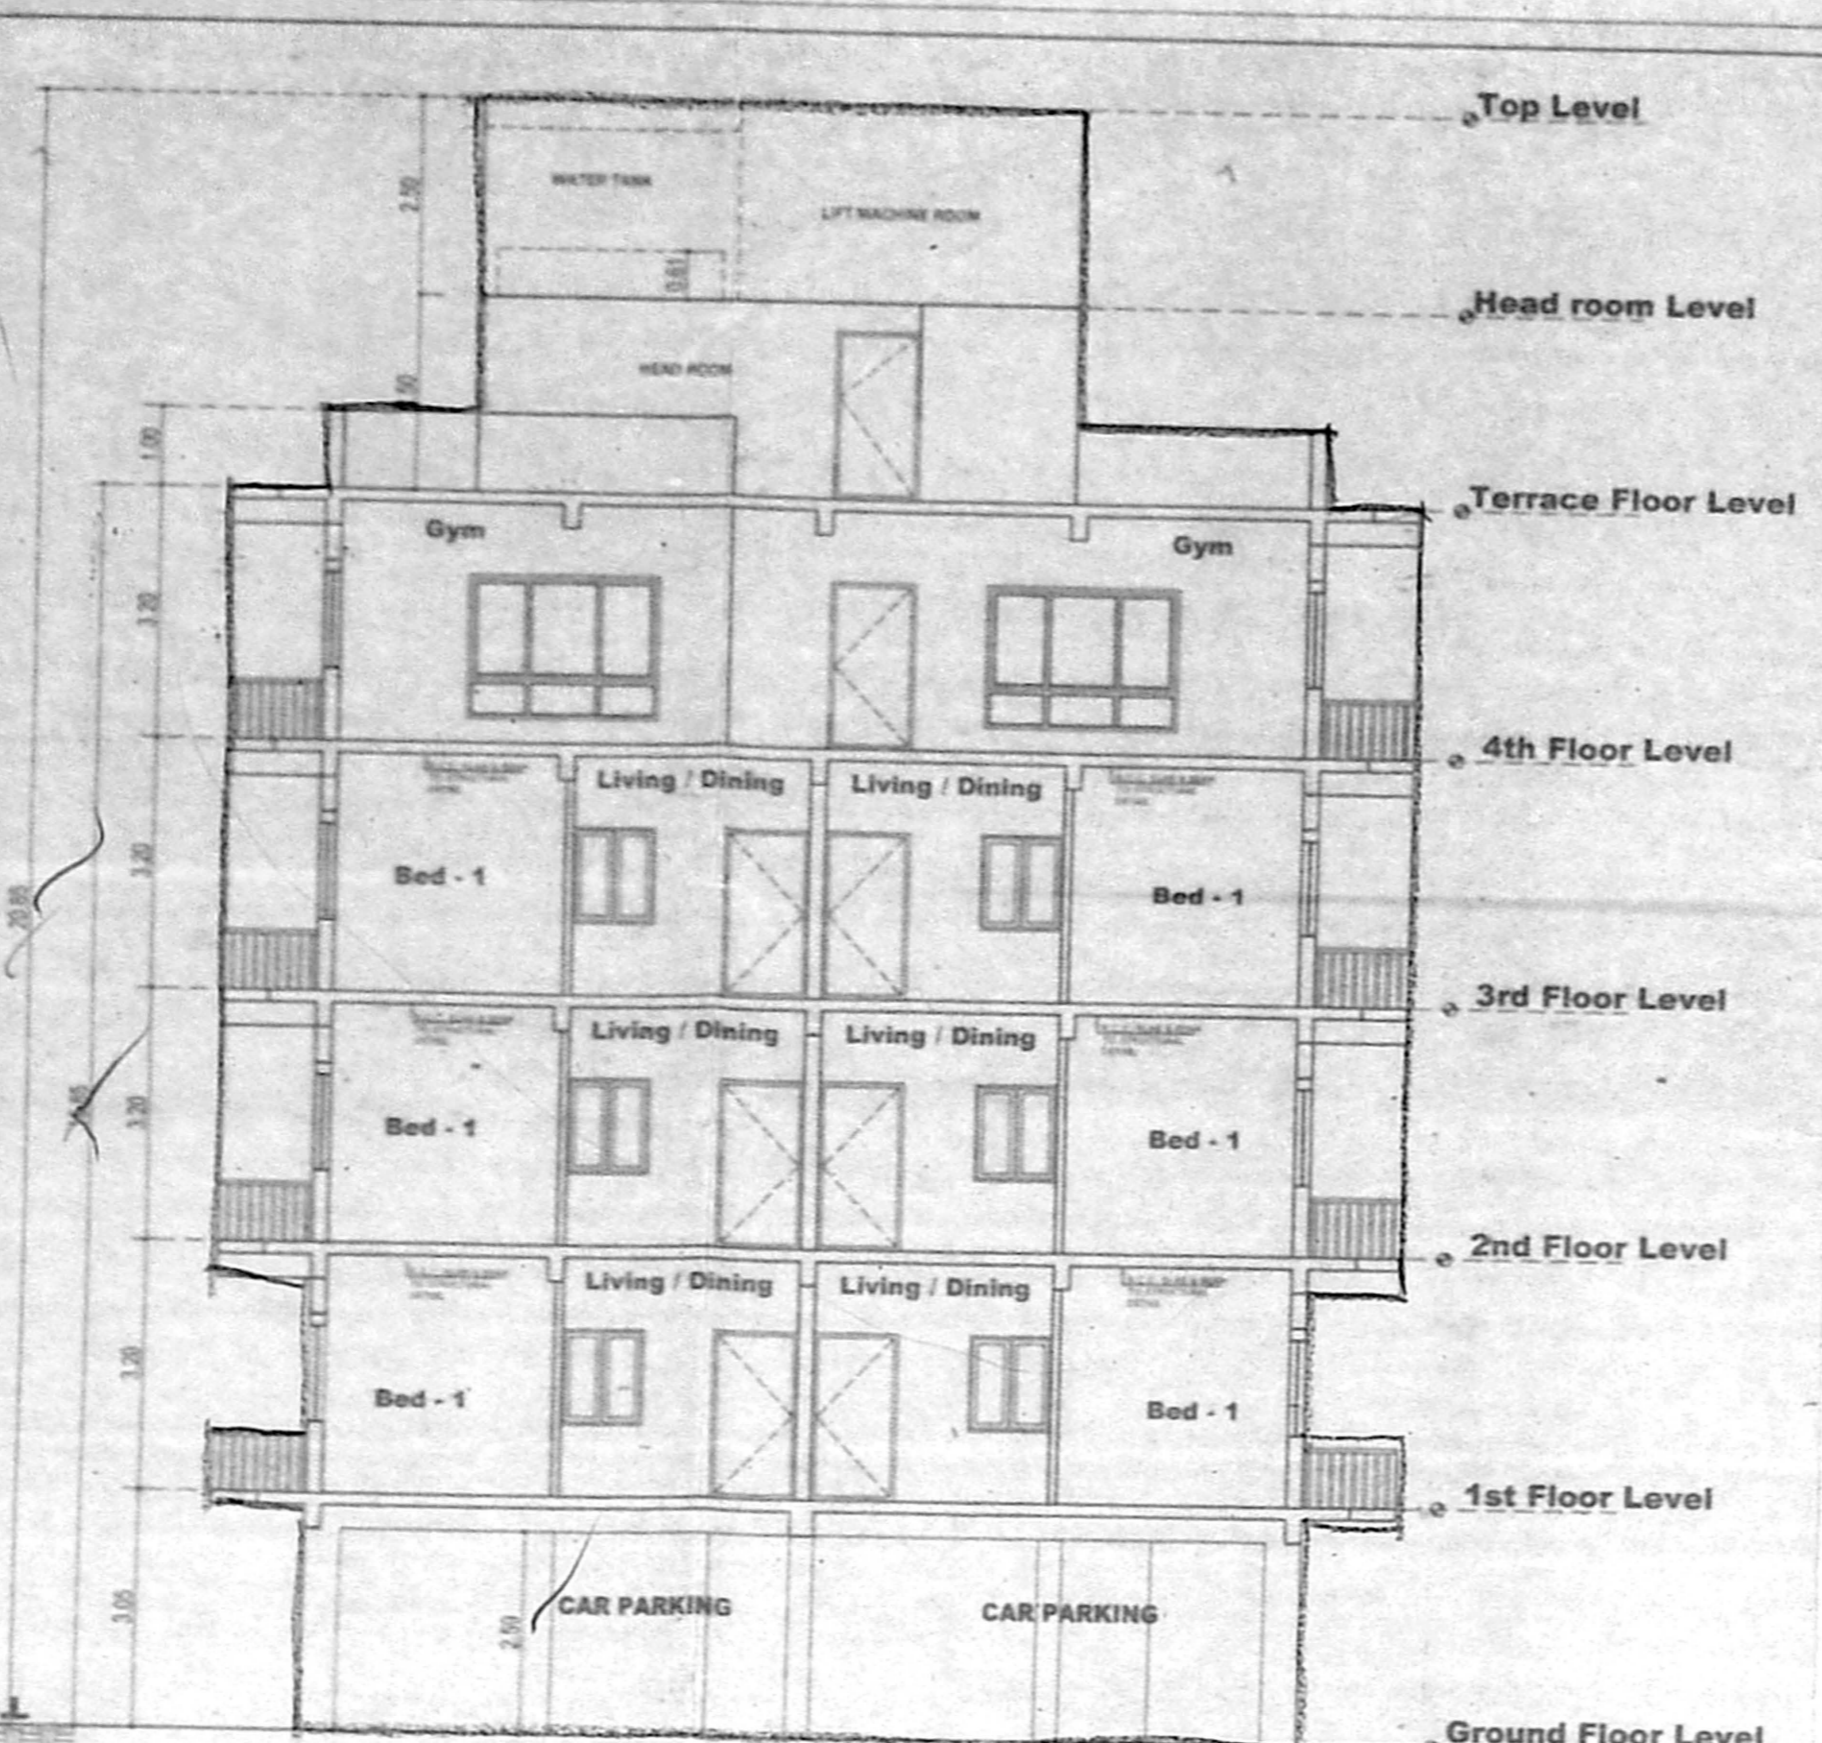 Top Level
2.50
WATER TANK
LIFT MACHINE ROOM
0.61
Head room Level
HEAD ROOM
1.00
Terrace Floor Level
Gym
Gym
3.20
4th Floor Level
Living / Dining
Living / Dining
Bed - 1
Bed - 1
3.20
20.85
3rd Floor Level
Living / Dining
Living / Dining
Bed - 1
Bed - 1
3.20
2nd Floor Level
Living / Dining
Living / Dining
Bed - 1
Bed - 1
3.20
1st Floor Level
CAR PARKING
CAR PARKING
3.05
2.50
Ground Floor Level